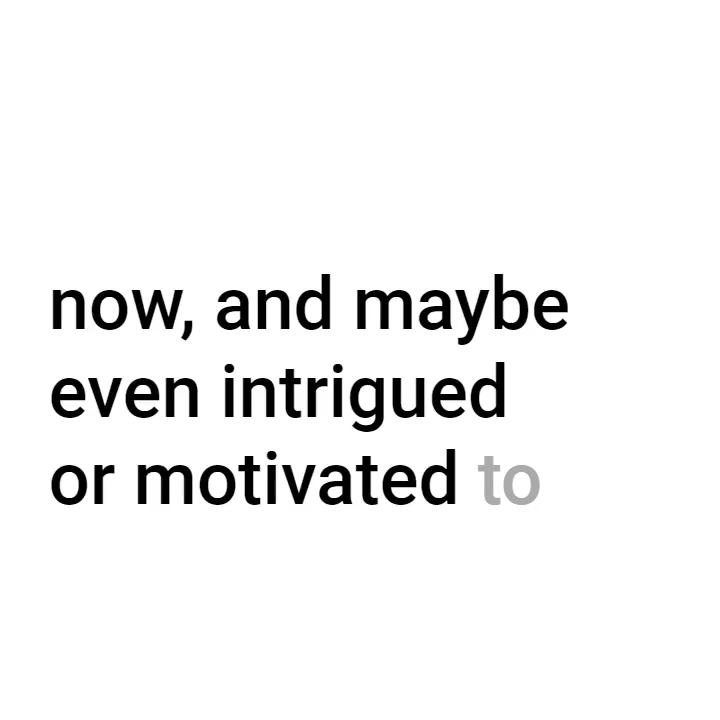 now, and maybe
even intrigued
or motivated to